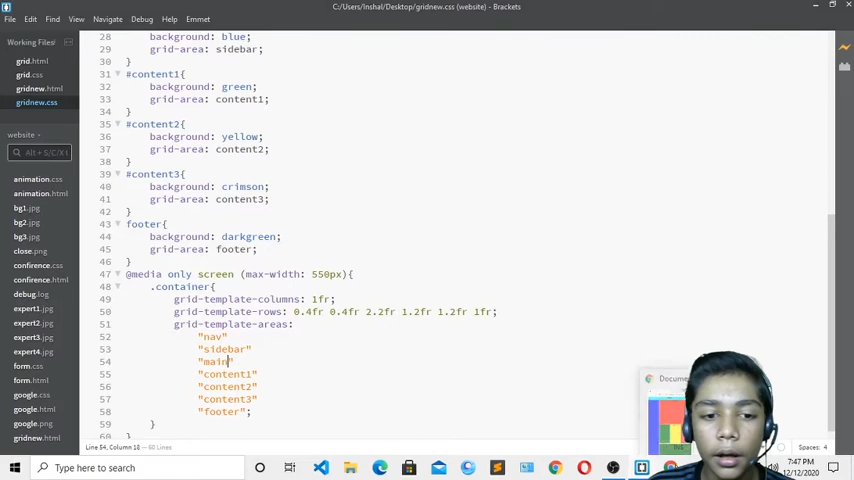 C:/Users/Inshal/Desktop/gridnew.css (website) - Brackets
File Edit Find View Navigate Debug Help Emmet
Working Files
grid.html
grid.css
gridnew.html
gridnew.css
website
Alt + S/C/X
animation.css
animation.html
bg1.jpg
bg2.jpg
bg3.jpg
close.png
confirence.css
confirence.html
debug.log
expert1.jpg
expert2.jpg
expert3.jpg
expert4.jpg
form.css
form.html
google.css
google.png
gridnew.html
28 background: blue;
29 grid-area: sidebar;
30 }
31 #content1{
32 background: green;
33 grid-area: content1;
34 }
35 #content2{
36 background: yellow;
37 grid-area: content2;
38 }
39 #content3{
40 background: crimson;
41 grid-area: content3;
42 }
43 footer{
44 background: darkgreen;
45 grid-area: footer;
46 }
47 @media only screen (max-width: 550px){
48 .container{
49 grid-template-columns: 1fr;
50 grid-template-rows: 0.4fr 0.4fr 2.2fr 1.2fr 1.2fr 1fr;
51 grid-template-areas:
52 "nav"
53 "sidebar"
54 "main"
55 "content1"
56 "content2"
57 "content3"
58 "footer";
59 }
60 }
Docume
Line 54, Column 18 — 60 Lines
Spaces: 4
Type here to search
7:47 PM
12/12/2020